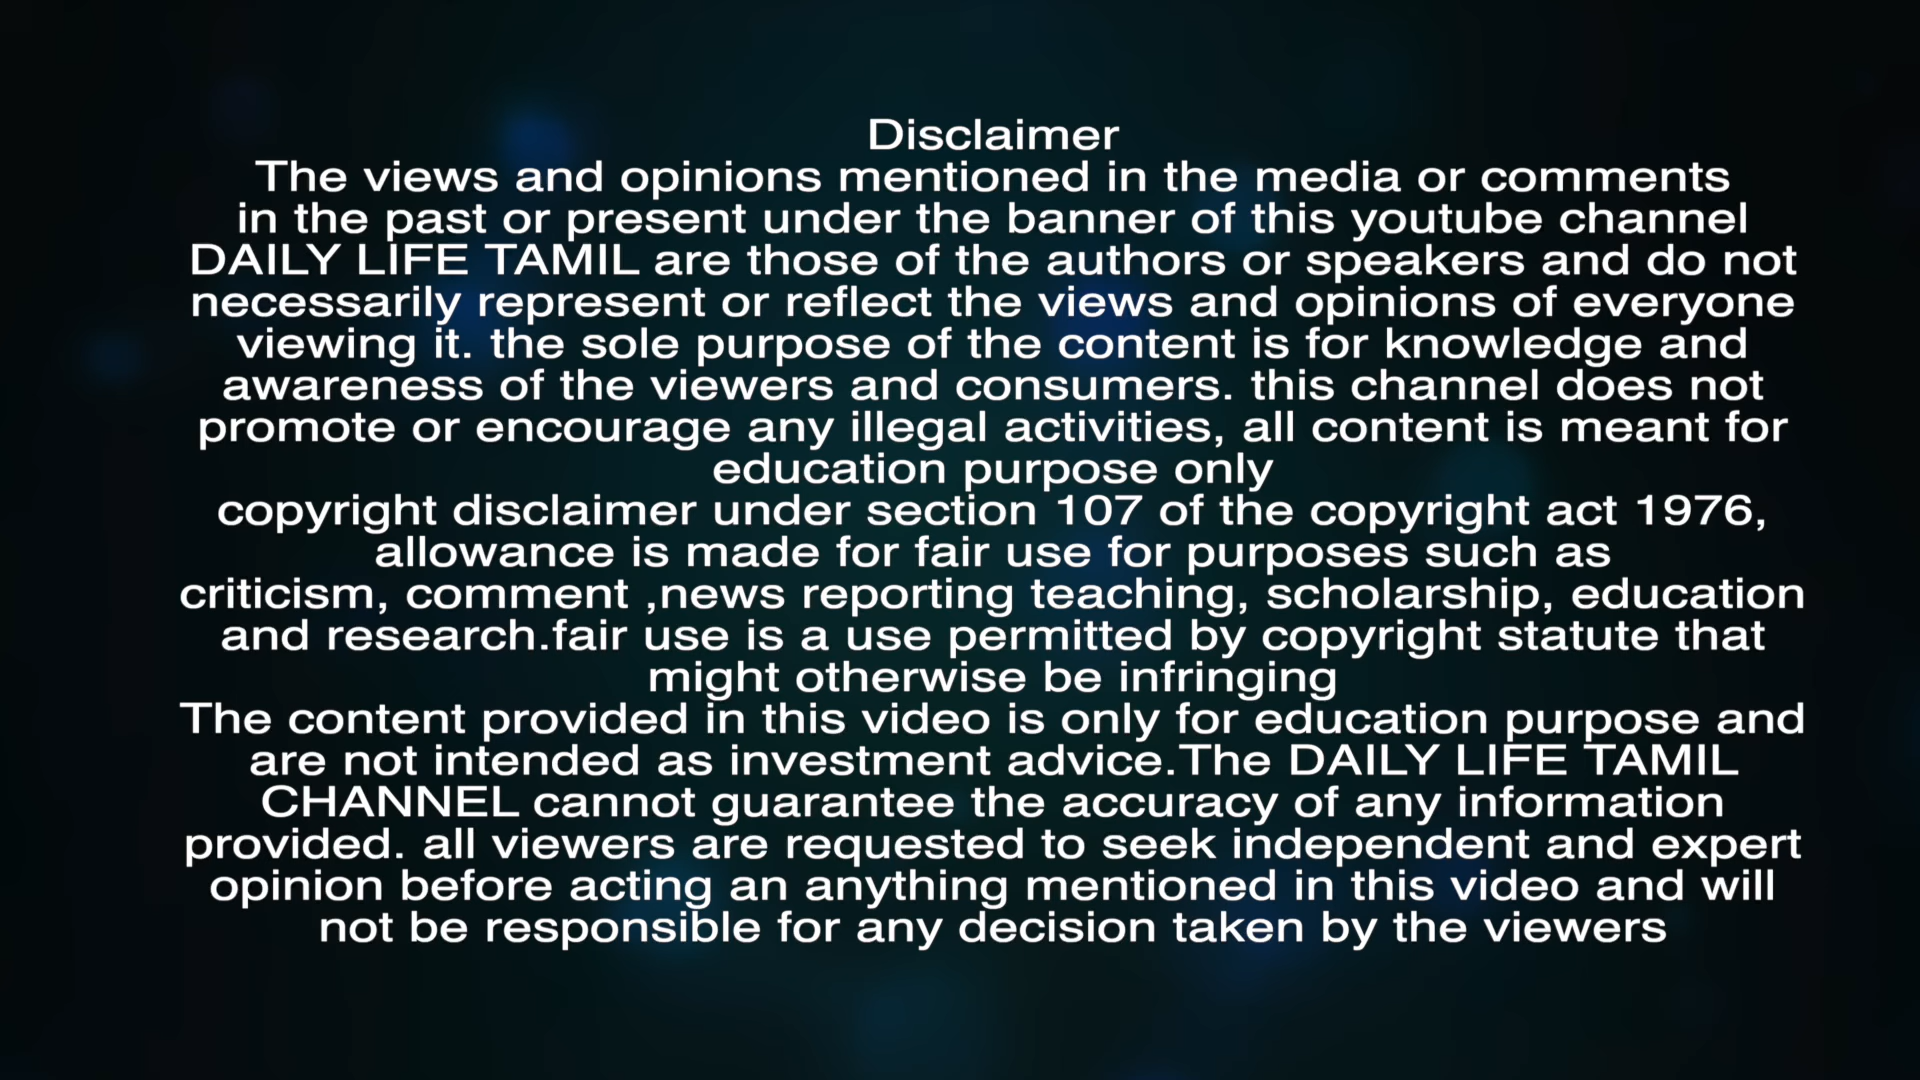 Disclaimer
The views and opinions mentioned in the media or comments
in the past or present under the banner of this youtube channel
DAILY LIFE TAMIL are those of the authors or speakers and do not
necessarily represent or reflect the views and opinions of everyone
viewing it. the sole purpose of the content is for knowledge and
awareness of the viewers and consumers. this channel does not
promote or encourage any illegal activities, all content is meant for
education purpose only
copyright disclaimer under section 107 of the copyright act 1976,
allowance is made for fair use for purposes such as
criticism, comment ,news reporting teaching, scholarship, education
and research.fair use is a use permitted by copyright statute that
might otherwise be infringing
The content provided in this video is only for education purpose and
are not intended as investment advice.The DAILY LIFE TAMIL
CHANNEL cannot guarantee the accuracy of any information
provided. all viewers are requested to seek independent and expert
opinion before acting an anything mentioned in this video and will
not be responsible for any decision taken by the viewers